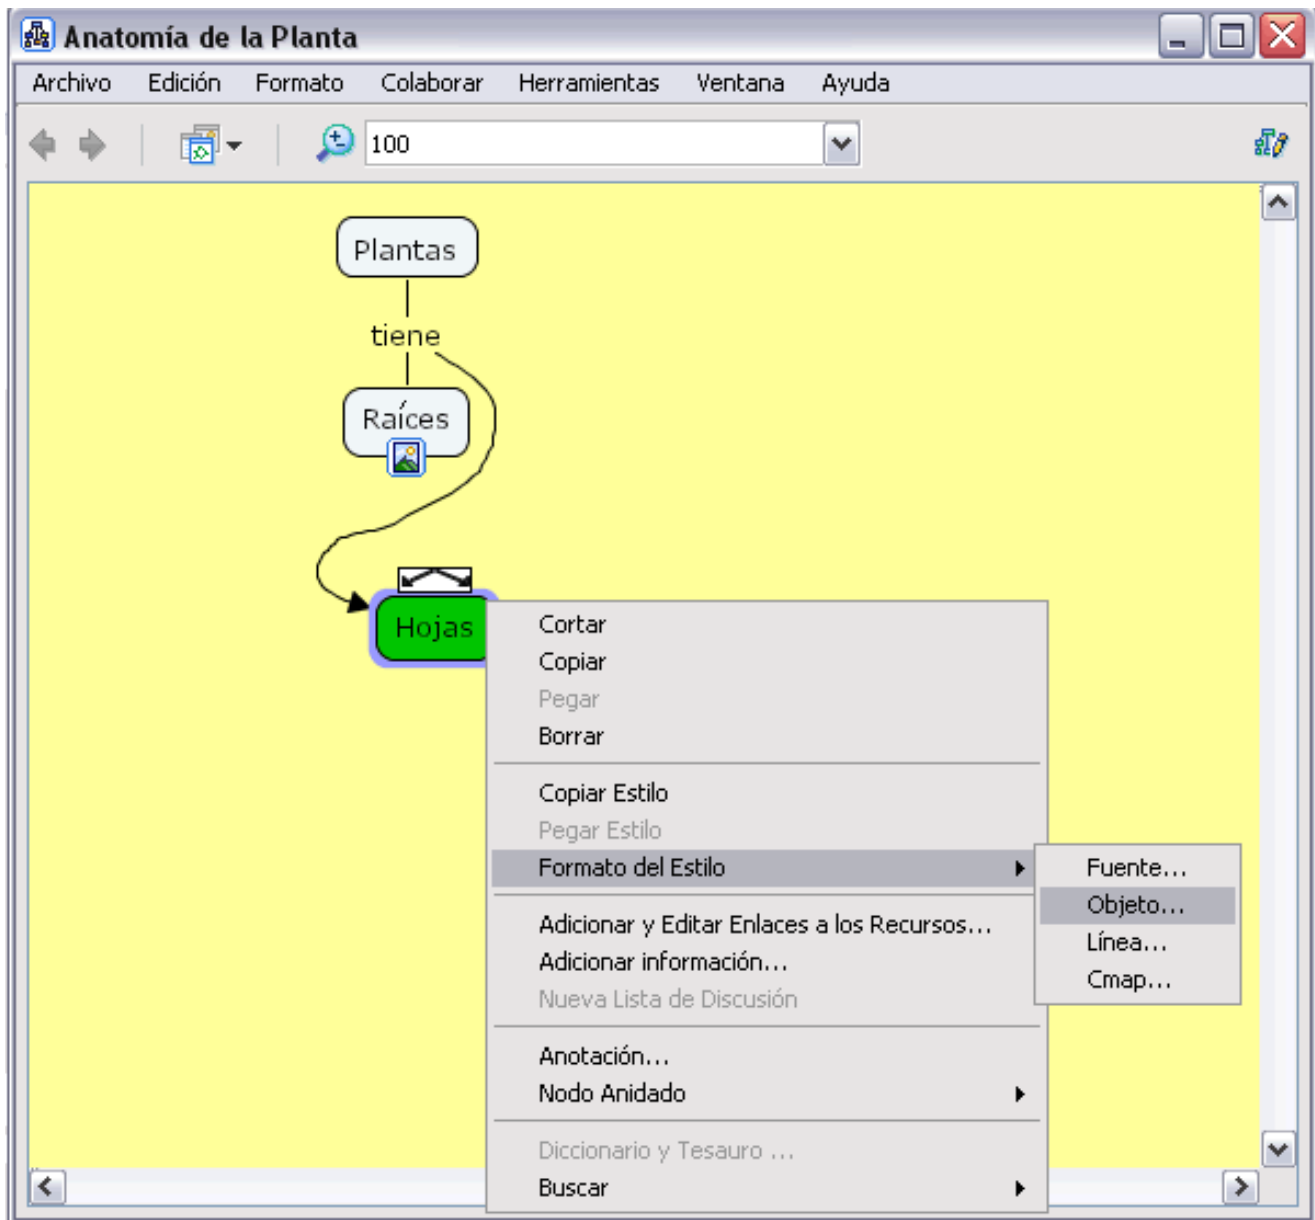 Anatomía de la Planta
Archivo Edición Formato Colaborar Herramientas Ventana Ayuda
100
Plantas
tiene
Raíces
Hojas
Cortar
Copiar
Pegar
Borrar
Copiar Estilo
Pegar Estilo
Formato del Estilo
Fuente...
Objeto...
Línea...
Cmap...
Adicionar y Editar Enlaces a los Recursos...
Adicionar información...
Nueva Lista de Discusión
Anotación...
Nodo Anidado
Diccionario y Tesauro ...
Buscar